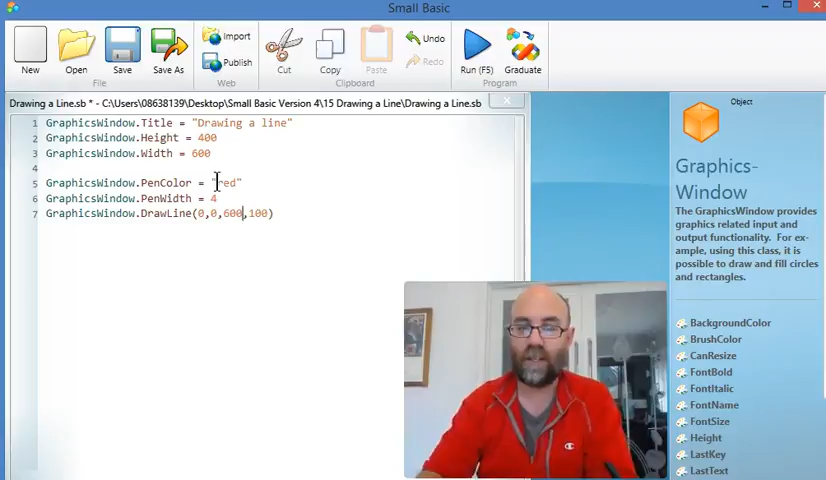 Small Basic
New
Open
Save
Save As
Import
Publish
Cut
Copy
Paste
Undo
Redo
Run (F5)
Graduate
File
Web
Clipboard
Program
Drawing a Line.sb * - C:\Users\08638139\Desktop\Small Basic Version 4\15 Drawing a Line\Drawing a Line.sb
1 GraphicsWindow.Title = "Drawing a line"
2 GraphicsWindow.Height = 400
3 GraphicsWindow.Width = 600
4
5 GraphicsWindow.PenColor = "red"
6 GraphicsWindow.PenWidth = 4
7 GraphicsWindow.DrawLine(0,0,600,100)
Object
Graphics-
Window
The GraphicsWindow provides
graphics related input and
output functionality. For ex-
ample, using this class, it is
possible to draw and fill circles
and rectangles.
BackgroundColor
BrushColor
CanResize
FontBold
FontItalic
FontName
FontSize
Height
LastKey
LastText